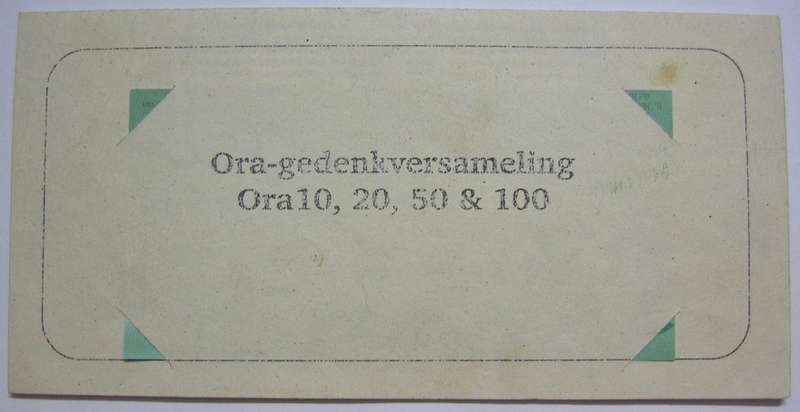 Ora-gedenkversameling
Ora10, 20, 50 & 100